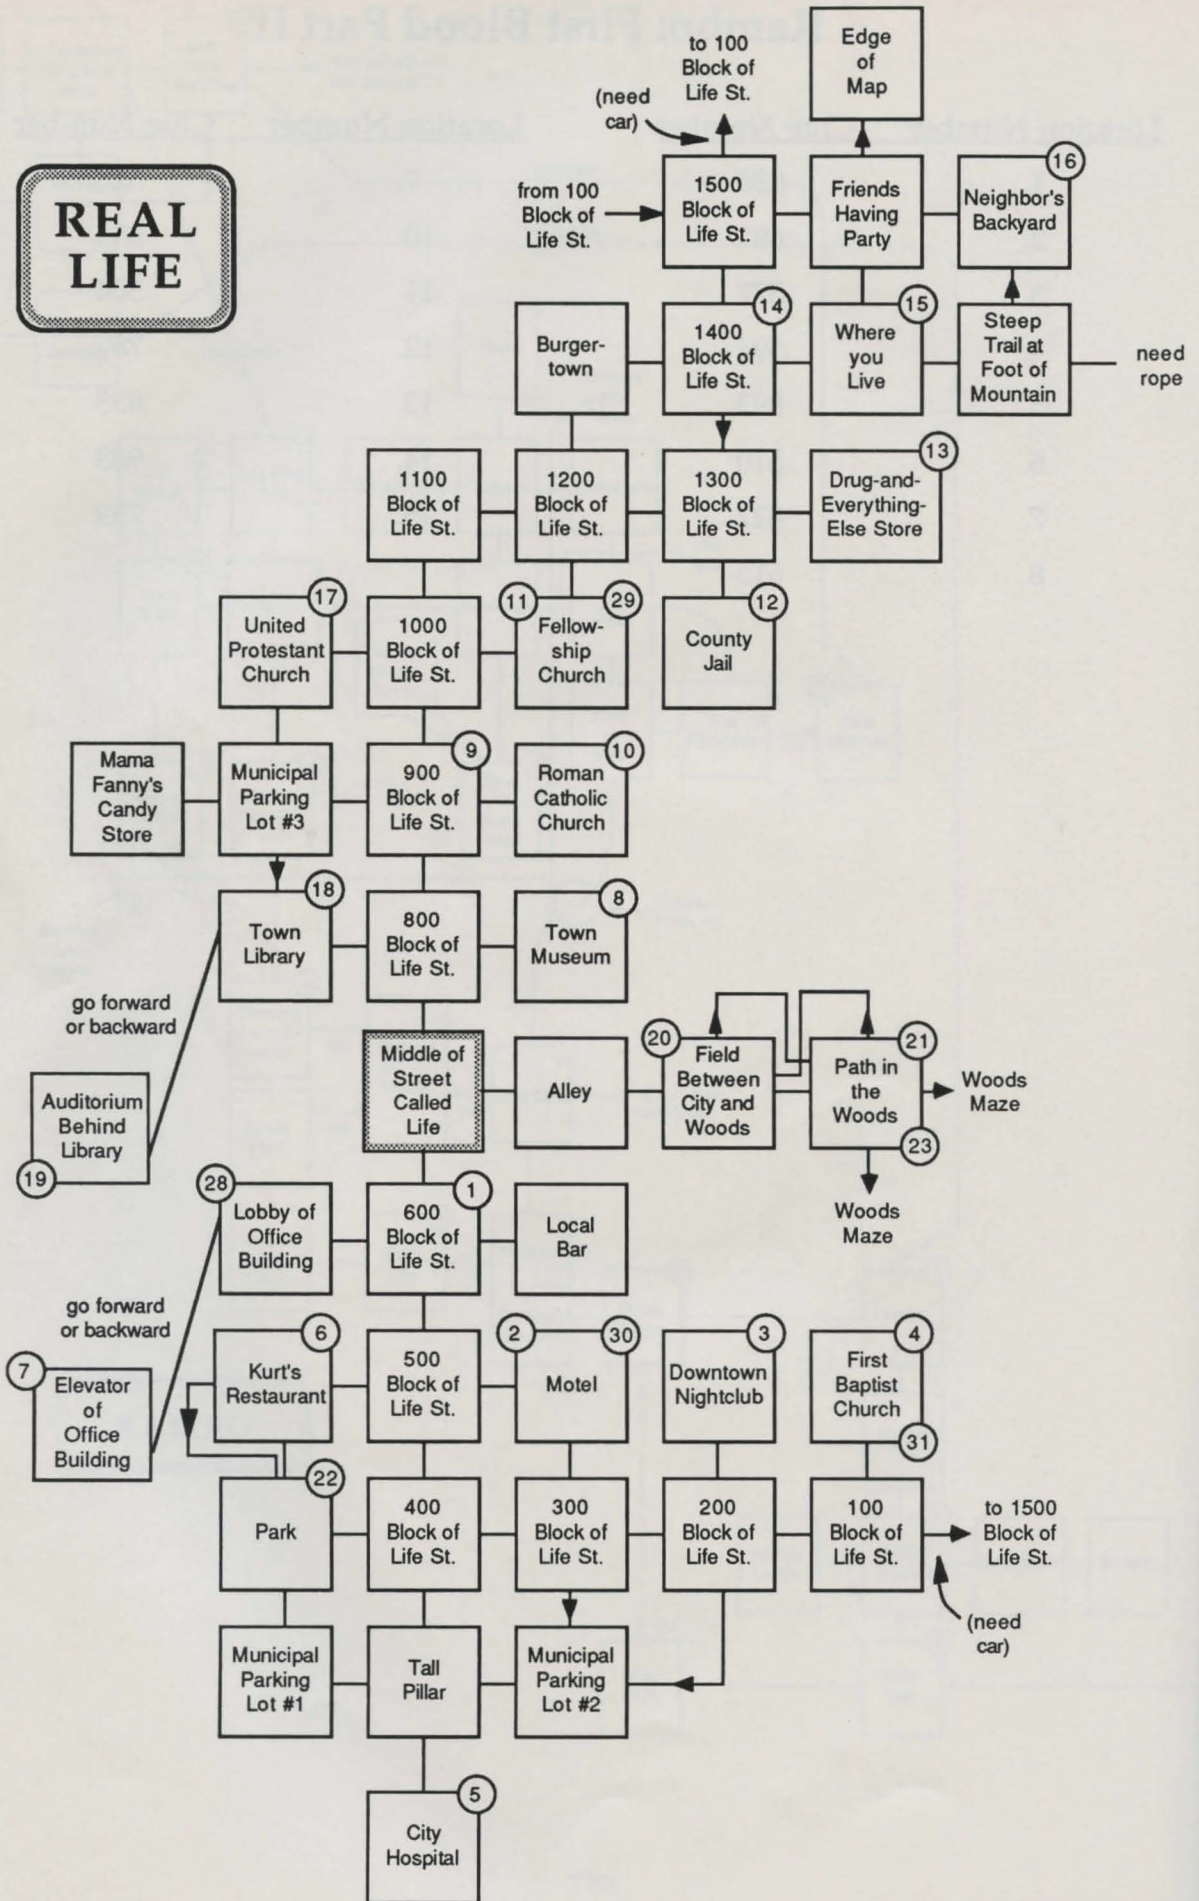 to 100
Block of
Life St.
Edge
of
Map
(need
car)
REAL
LIFE
from 100
Block of
Life St.
1500
Block of
Life St.
Friends
Having
Party
16
Neighbor's
Backyard
Burger-
town
14
1400
Block of
Life St.
15
Where
you
Live
Steep
Trail at
Foot of
Mountain
need
rope
1100
Block of
Life St.
1200
Block of
Life St.
1300
Block of
Life St.
13
Drug-and-
Everything-
Else Store
17
United
Protestant
Church
1000
Block of
Life St.
11
29
Fellow-
ship
Church
12
County
Jail
Mama
Fanny's
Candy
Store
Municipal
Parking
Lot #3
9
900
Block of
Life St.
10
Roman
Catholic
Church
18
Town
Library
800
Block of
Life St.
8
Town
Museum
go forward
or backward
Auditorium
Behind
Library
19
Middle of
Street
Called
Life
Alley
20
Field
Between
City and
Woods
21
Path in
the
Woods
23
Woods
Maze
Woods
Maze
28
Lobby of
Office
Building
1
600
Block of
Life St.
Local
Bar
go forward
or backward
7
Elevator
of
Office
Building
6
Kurt's
Restaurant
500
Block of
Life St.
2
30
Motel
3
Downtown
Nightclub
4
First
Baptist
Church
31
22
Park
400
Block of
Life St.
300
Block of
Life St.
200
Block of
Life St.
100
Block of
Life St.
to 1500
Block of
Life St.
(need
car)
Municipal
Parking
Lot #1
Tall
Pillar
Municipal
Parking
Lot #2
5
City
Hospital